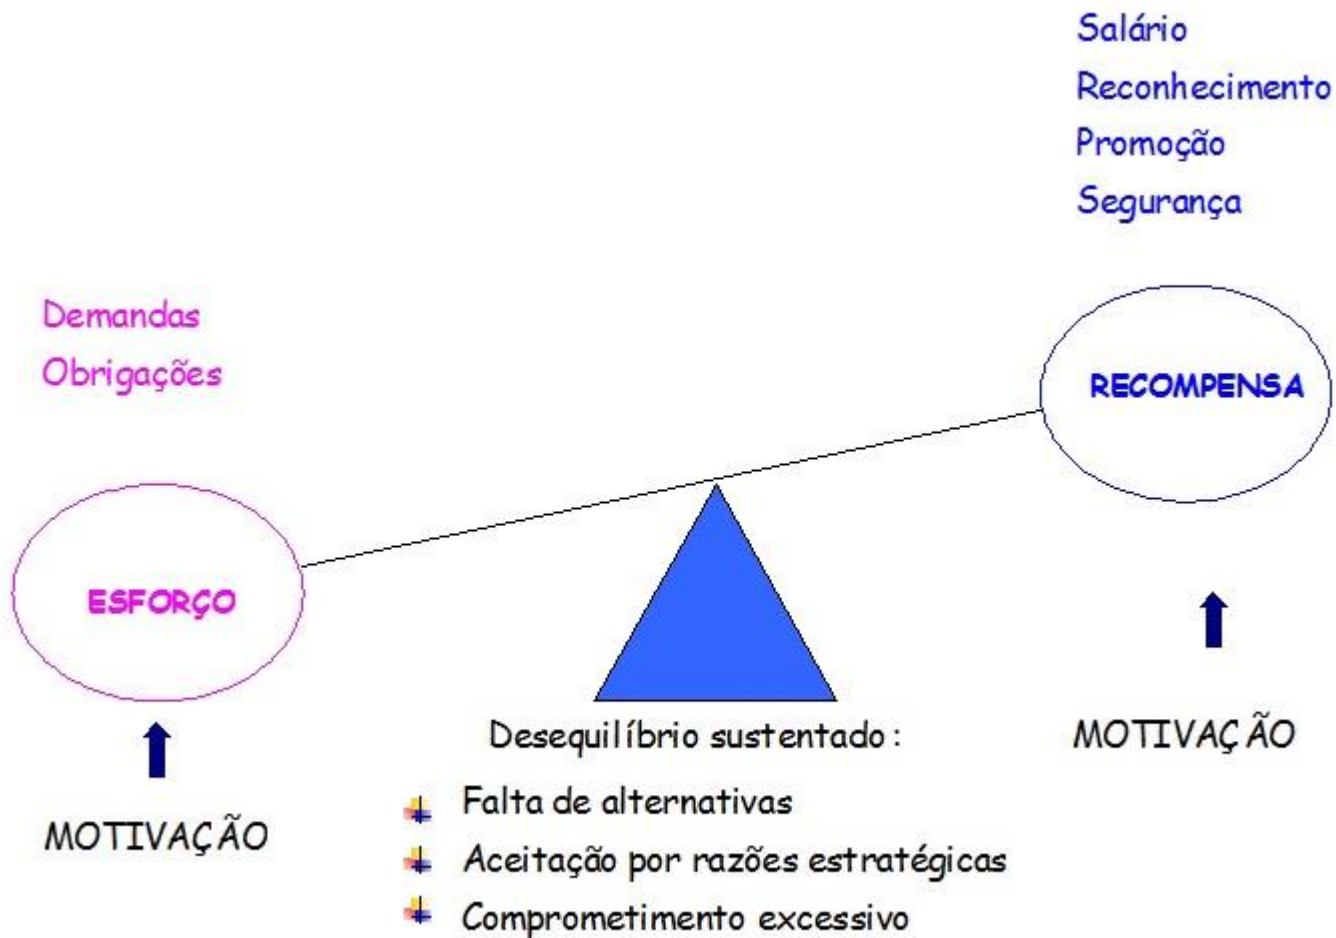 Salário
Reconhecimento
Promoção
Segurança
Demandas
Obrigações
RECOMPENSA
ESFORÇO
Desequilíbrio sustentado :
MOTIVAÇÃO
Falta de alternativas
MOTIVAÇÃO
Aceitação por razões estratégicas
Comprometimento excessivo